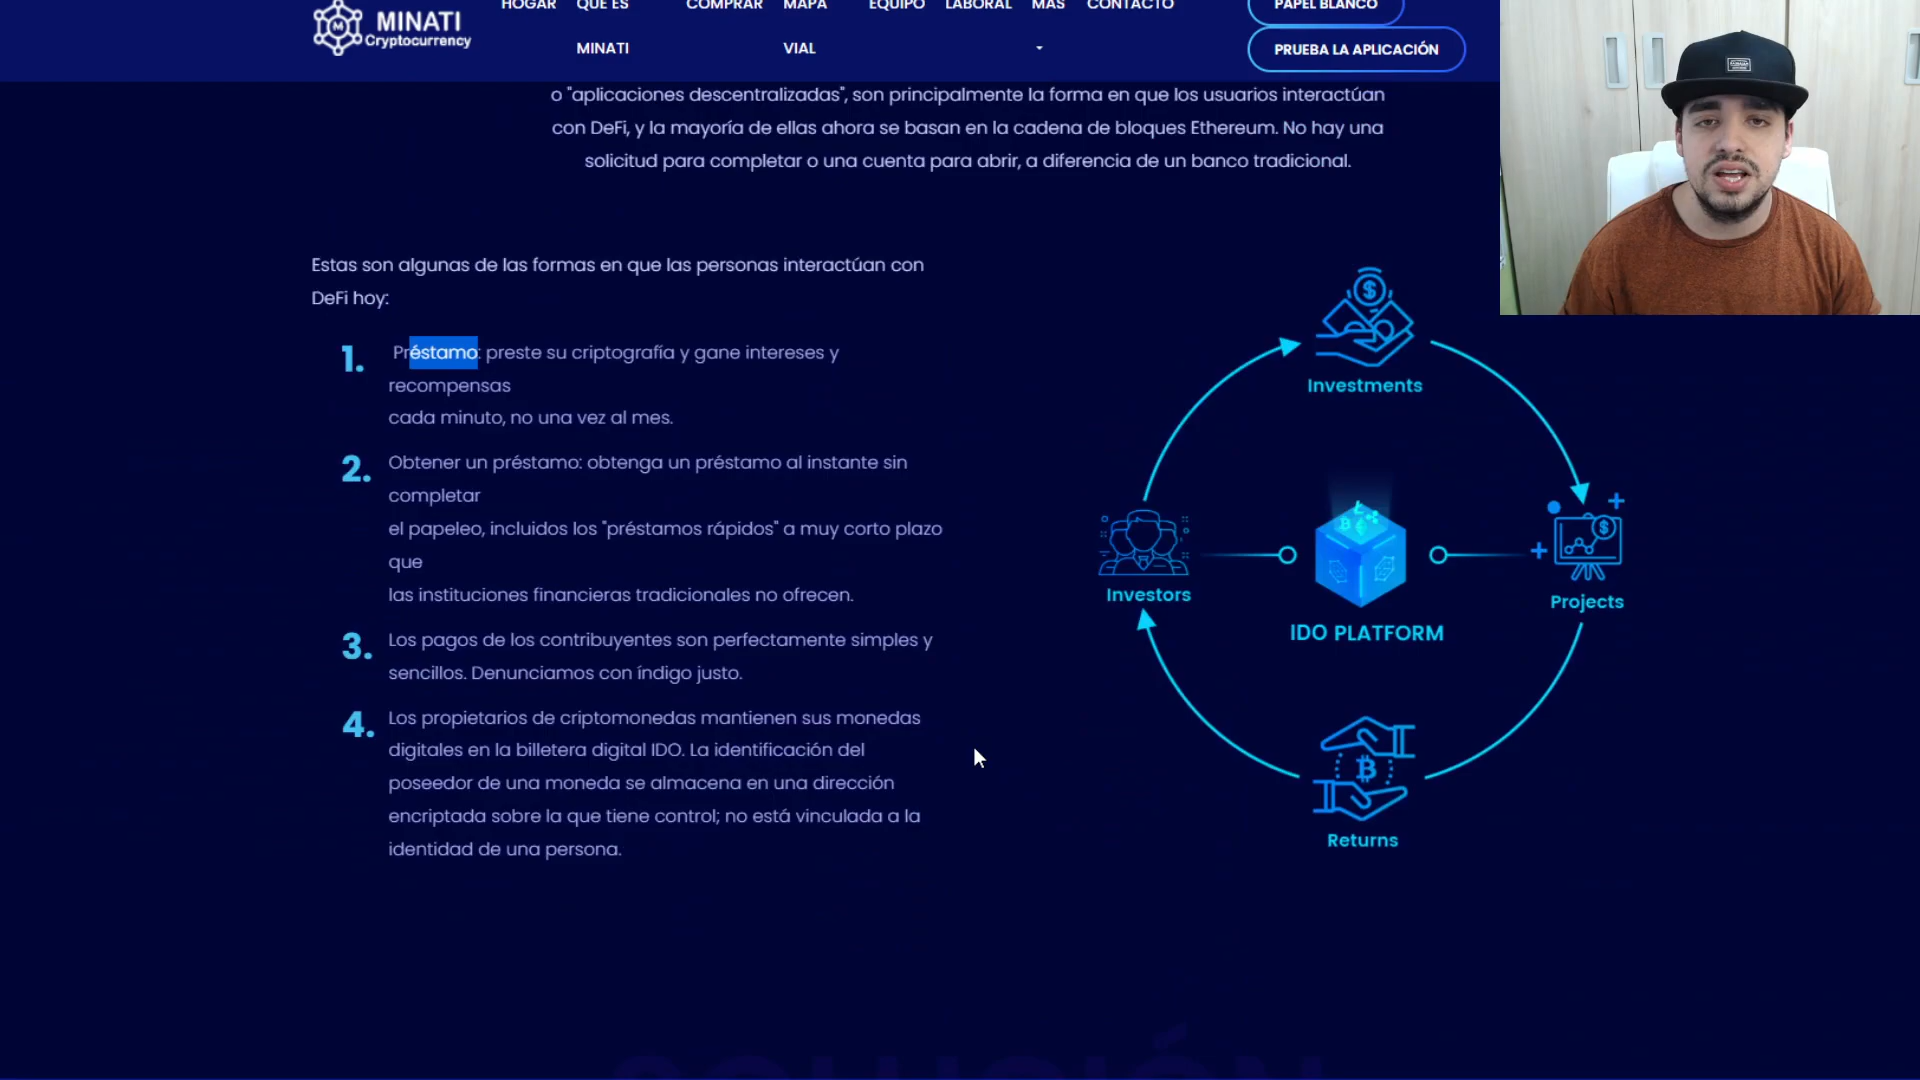 MINATI
Cryptocurrency
HOGAR
QUÉ ES
MINATI
COMPRAR
MAPA
VIAL
EQUIPO
LABORAL
MÁS
CONTACTO
PAPEL BLANCO
PRUEBA LA APLICACIÓN
o "aplicaciones descentralizadas", son principalmente la forma en que los usuarios interactúan
con DeFi, y la mayoría de ellas ahora se basan en la cadena de bloques Ethereum. No hay una
solicitud para completar o una cuenta para abrir, a diferencia de un banco tradicional.
Estas son algunas de las formas en que las personas interactúan con
DeFi hoy:
1. Préstamo: preste su criptografía y gane intereses y
recompensas
cada minuto, no una vez al mes.
2. Obtener un préstamo: obtenga un préstamo al instante sin
completar
el papeleo, incluidos los "préstamos rápidos" a muy corto plazo
que
las instituciones financieras tradicionales no ofrecen.
3. Los pagos de los contribuyentes son perfectamente simples y
sencillos. Denunciamos con índigo justo.
4. Los propietarios de criptomonedas mantienen sus monedas
digitales en la billetera digital IDO. La identificación del
poseedor de una moneda se almacena en una dirección
encriptada sobre la que tiene control; no está vinculada a la
identidad de una persona.
Investments
Investors
IDO PLATFORM
Projects
Returns
SOLUCIÓN